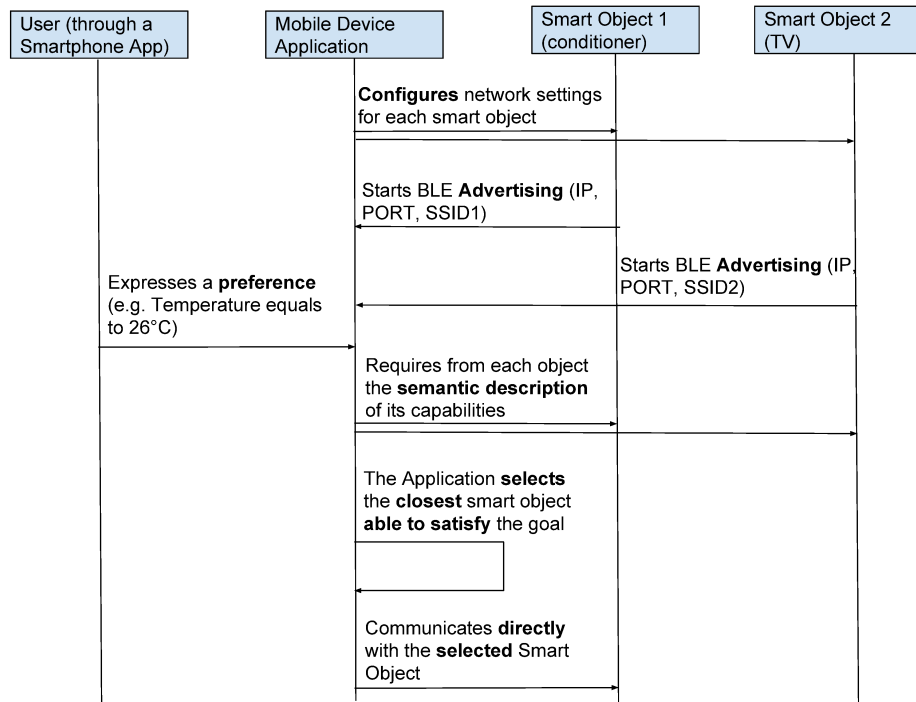 User (through a
Smartphone App)
Mobile Device
Application
Smart Object 1
(conditioner)
Smart Object 2
(TV)
Configures network settings
for each smart object
Starts BLE Advertising (IP,
PORT, SSID1)
Starts BLE Advertising (IP,
PORT, SSID2)
Expresses a preference
(e.g. Temperature equals
to 26°C)
Requires from each object
the semantic description
of its capabilities
The Application selects
the closest smart object
able to satisfy the goal
Communicates directly
with the selected Smart
Object